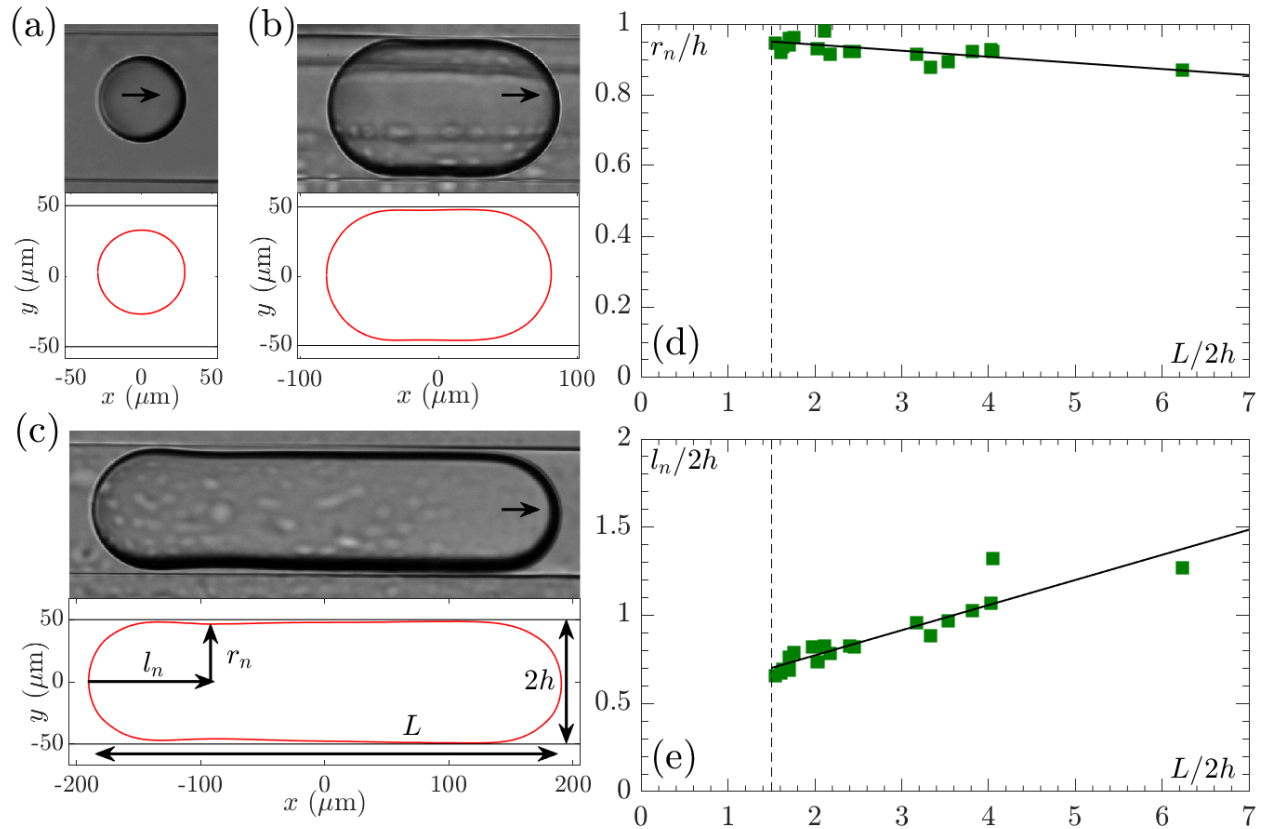 (a)
50
0
-50
y (μm)
-50
0
50
x (μm)
(b)
50
0
-50
y (μm)
-100
0
100
x (μm)
(c)
50
0
-50
y (μm)
l_n
r_n
2h
L
-200
-100
0
100
200
x (μm)
1
0.8
0.6
0.4
0.2
0
r_n/h
(d)
L/2h
0 1 2 3 4 5 6 7
2
1.5
1
0.5
0
l_n/2h
(e)
L/2h
0 1 2 3 4 5 6 7